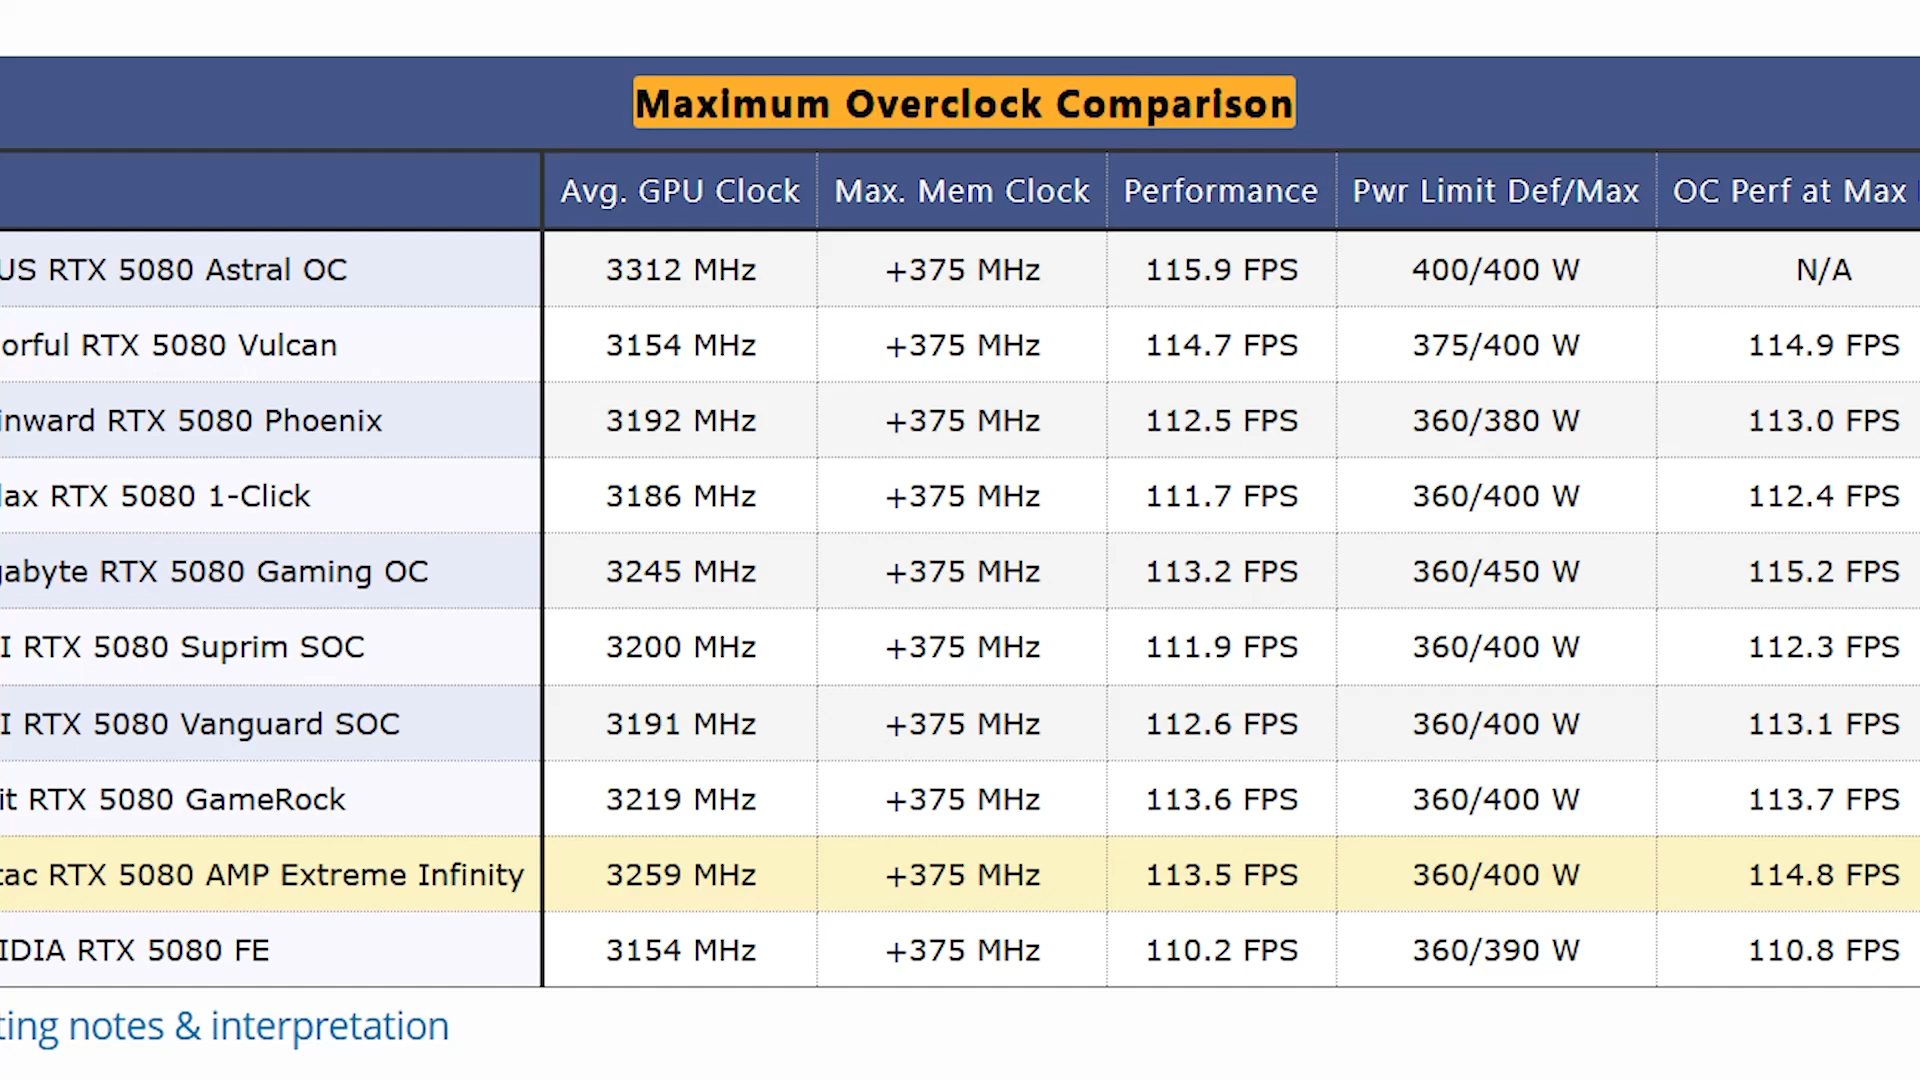 Maximum Overclock Comparison
Avg. GPU Clock Max. Mem Clock Performance Pwr Limit Def/Max OC Perf at Max
US RTX 5080 Astral OC 3312 MHz +375 MHz 115.9 FPS 400/400 W N/A
orful RTX 5080 Vulcan 3154 MHz +375 MHz 114.7 FPS 375/400 W 114.9 FPS
inward RTX 5080 Phoenix 3192 MHz +375 MHz 112.5 FPS 360/380 W 113.0 FPS
lax RTX 5080 1-Click 3186 MHz +375 MHz 111.7 FPS 360/400 W 112.4 FPS
gabyte RTX 5080 Gaming OC 3245 MHz +375 MHz 113.2 FPS 360/450 W 115.2 FPS
I RTX 5080 Suprim SOC 3200 MHz +375 MHz 111.9 FPS 360/400 W 112.3 FPS
I RTX 5080 Vanguard SOC 3191 MHz +375 MHz 112.6 FPS 360/400 W 113.1 FPS
it RTX 5080 GameRock 3219 MHz +375 MHz 113.6 FPS 360/400 W 113.7 FPS
tac RTX 5080 AMP Extreme Infinity 3259 MHz +375 MHz 113.5 FPS 360/400 W 114.8 FPS
IDIA RTX 5080 FE 3154 MHz +375 MHz 110.2 FPS 360/390 W 110.8 FPS
ting notes & interpretation